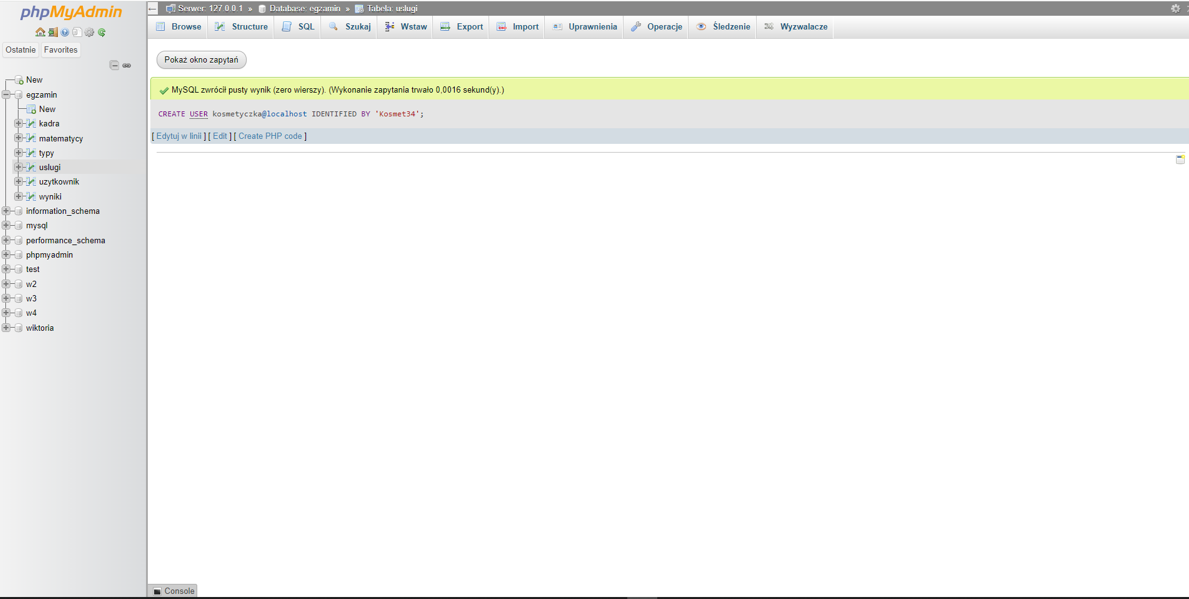 phpMyAdmin
Ostatnie Favorites
New
egzamin
New
kadra
matematycy
typy
uslugi
uzytkownik
wyniki
information_schema
mysql
performance_schema
phpmyadmin
test
w2
w3
w4
wiktoria
Serwer: 127.0.0.1 » Database: egzamin » Tabela: uslugi
Browse Structure SQL Szukaj Wstaw Export Import Uprawnienia Operacje Śledzenie Wyzwalacze
Pokaż okno zapytań
MySQL zwrócił pusty wynik (zero wierszy). (Wykonanie zapytania trwało 0,0016 sekund(y).)
CREATE USER kosmetyczka@localhost IDENTIFIED BY 'Kosmet34';
[ Edytuj w linii ] [ Edit ] [ Create PHP code ]
Console